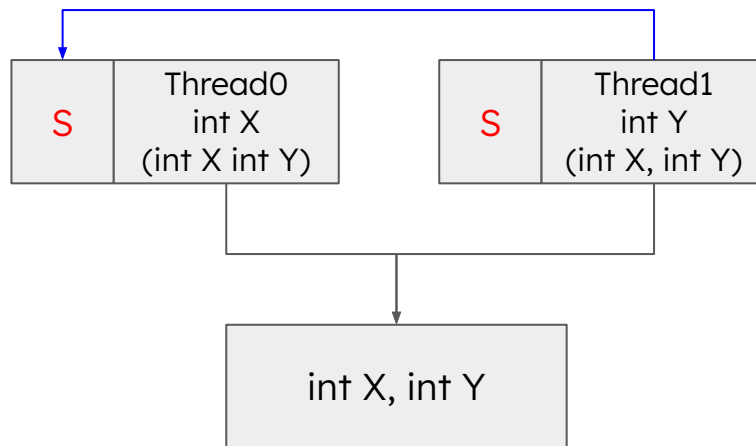 S
Thread0
int X
(int X int Y)
S
Thread1
int Y
(int X, int Y)
int X, int Y